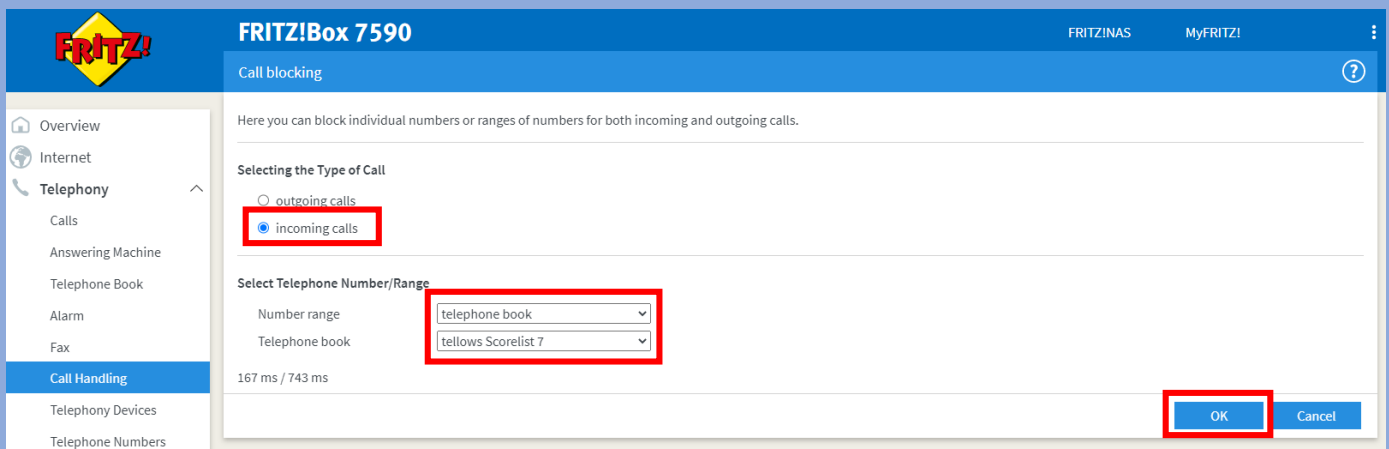 FRITZ!
FRITZ!Box 7590
FRITZ!NAS MyFRITZ!
Call blocking
?
Overview
Internet
Telephony
Calls
Answering Machine
Telephone Book
Alarm
Fax
Call Handling
Telephony Devices
Telephone Numbers
Here you can block individual numbers or ranges of numbers for both incoming and outgoing calls.
Selecting the Type of Call
outgoing calls
incoming calls
Select Telephone Number/Range
Number range telephone book
Telephone book tellows Scorelist 7
167 ms / 743 ms
OK Cancel